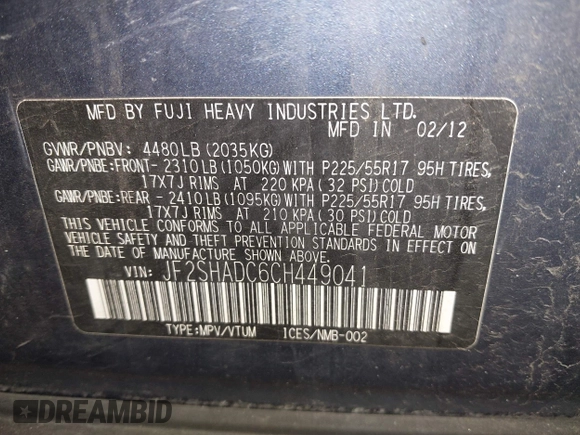 MFD BY FUJI HEAVY INDUSTRIES LTD.
MFD IN 02/12
GVWR/PNBV: 4480LB (2035KG)
GAWR/PNBE:FRONT- 2310 LB (1050KG) WITH P225/55R17 95H TIRES,
17X7J RIMS AT 220 KPA ( 32 PSI) COLD
GAWR/PNBE:REAR - 2410 LB (1095KG) WITH P225/55R17 95H TIRES,
17X7J RIMS AT 210 KPA ( 30 PSI) COLD
THIS VEHICLE CONFORMS TO ALL APPLICABLE FEDERAL MOTOR
VEHICLE SAFETY AND THEFT PREVENTION STANDARDS IN EFFECT ON
THE DATE OF MANUFACTURE SHOWN ABOVE.
VIN: JF2SHADC6CH449041
TYPE:MPV/VTUM ICES/NMB-002
DREAMBID